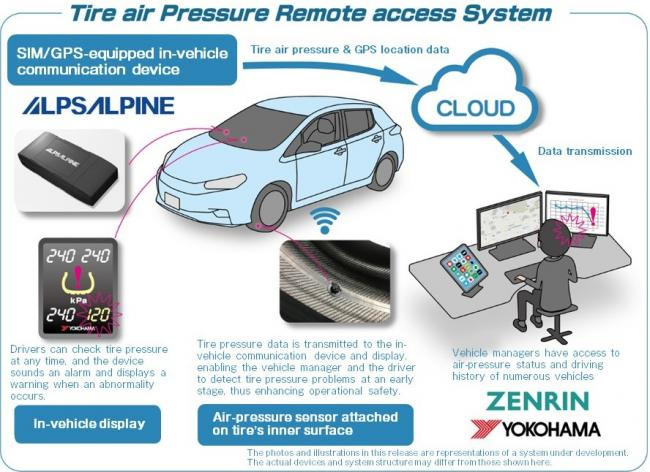 Tire air Pressure Remote access System
SIM/GPS-equipped in-vehicle
communication device
Tire air pressure & GPS location data
ALPSALPINE
CLOUD
ALPSALPINE
Data transmission
240 240
kPa
240 120
YOKOHAMA
Drivers can check tire pressure
at any time, and the device
sounds an alarm and displays a
warning when an abnormality
occurs.
In-vehicle display
Tire pressure data is transmitted to the in-
vehicle communication device and display,
enabling the vehicle manager and the driver
to detect tire pressure problems at an early
stage, thus enhancing operational safety.
Air-pressure sensor attached
on tire's inner surface
Vehicle managers have access to
air-pressure status and driving
history of numerous vehicles
ZENRIN
YOKOHAMA
The photos and illustrations in this release are representations of a system under development.
The actual devices and system structure may differ from those shown here.